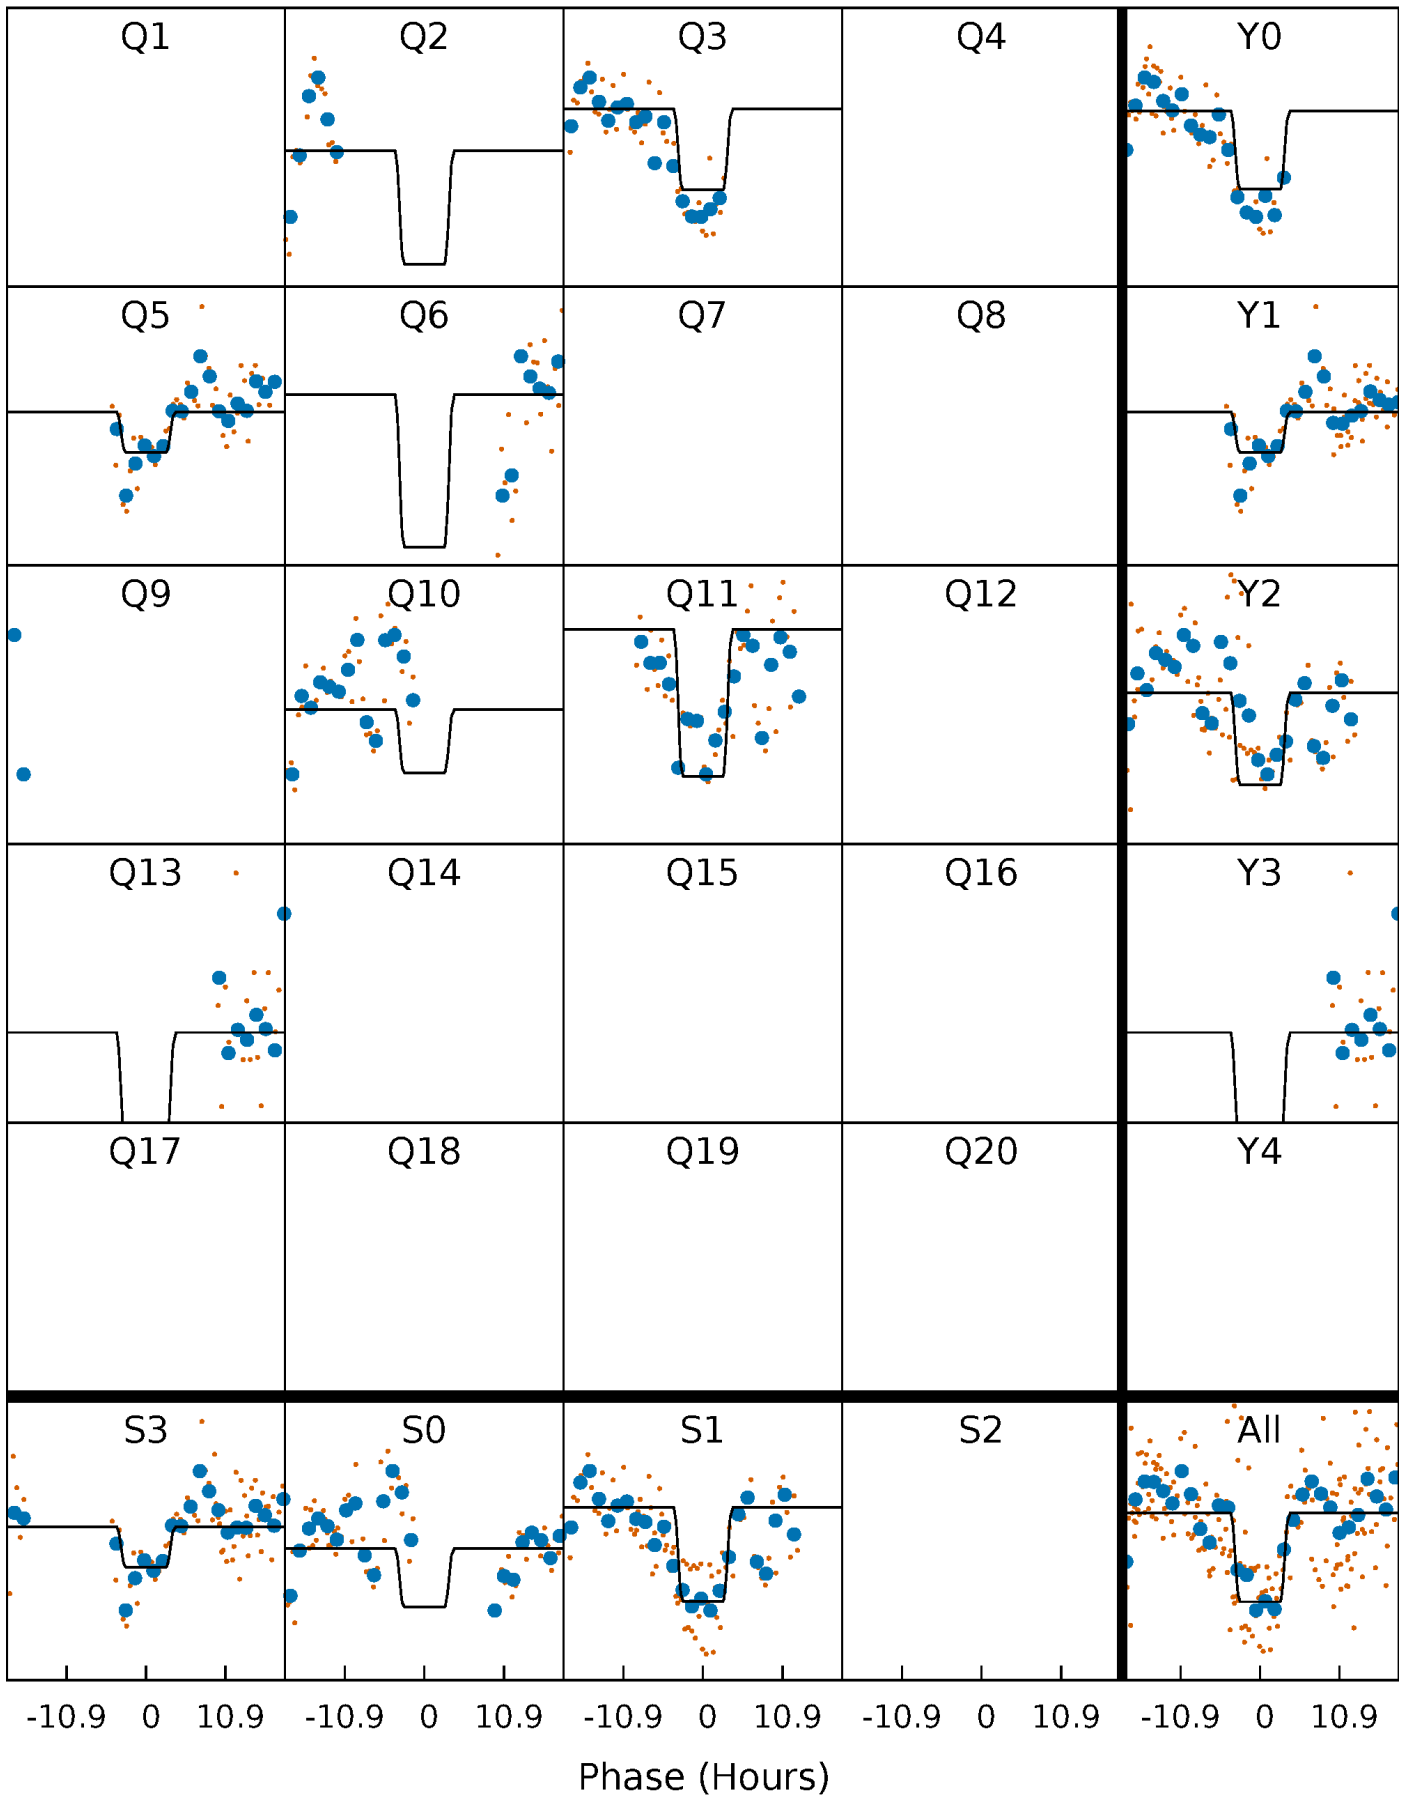 Q1 Q2 Q3 Q4 Y0
Q5 Q6 Q7 Q8 Y1
Q9 Q10 Q11 Q12 Y2
Q13 Q14 Q15 Q16 Y3
Q17 Q18 Q19 Q20 Y4
S3 S0 S1 S2 All
-10.9 0 10.9 -10.9 0 10.9 -10.9 0 10.9 -10.9 0 10.9 -10.9 0 10.9
Phase (Hours)